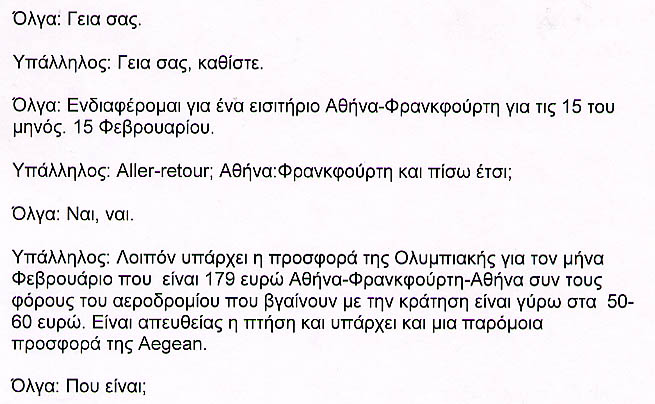 Όλγα: Γεια σας.
Υπάλληλος: Γεια σας, καθίστε.
Όλγα: Ενδιαφέρομαι για ένα εισιτήριο Αθήνα-Φρανκφούρτη για τις 15 του
μηνός. 15 Φεβρουαρίου.
Υπάλληλος: Aller-retour; Αθήνα:Φρανκφούρτη και πίσω έτσι;
Όλγα: Ναι, ναι.
Υπάλληλος: Λοιπόν υπάρχει η προσφορά της Ολυμπιακής για τον μήνα
Φεβρουάριο που είναι 179 ευρώ Αθήνα-Φρανκφούρτη-Αθήνα συν τους
φόρους του αεροδρομίου που βγαίνουν με την κράτηση είναι γύρω στα 50-
60 ευρώ. Είναι απευθείας η πτήση και υπάρχει και μια παρόμοια
προσφορά της Aegean.
Όλγα: Που είναι;